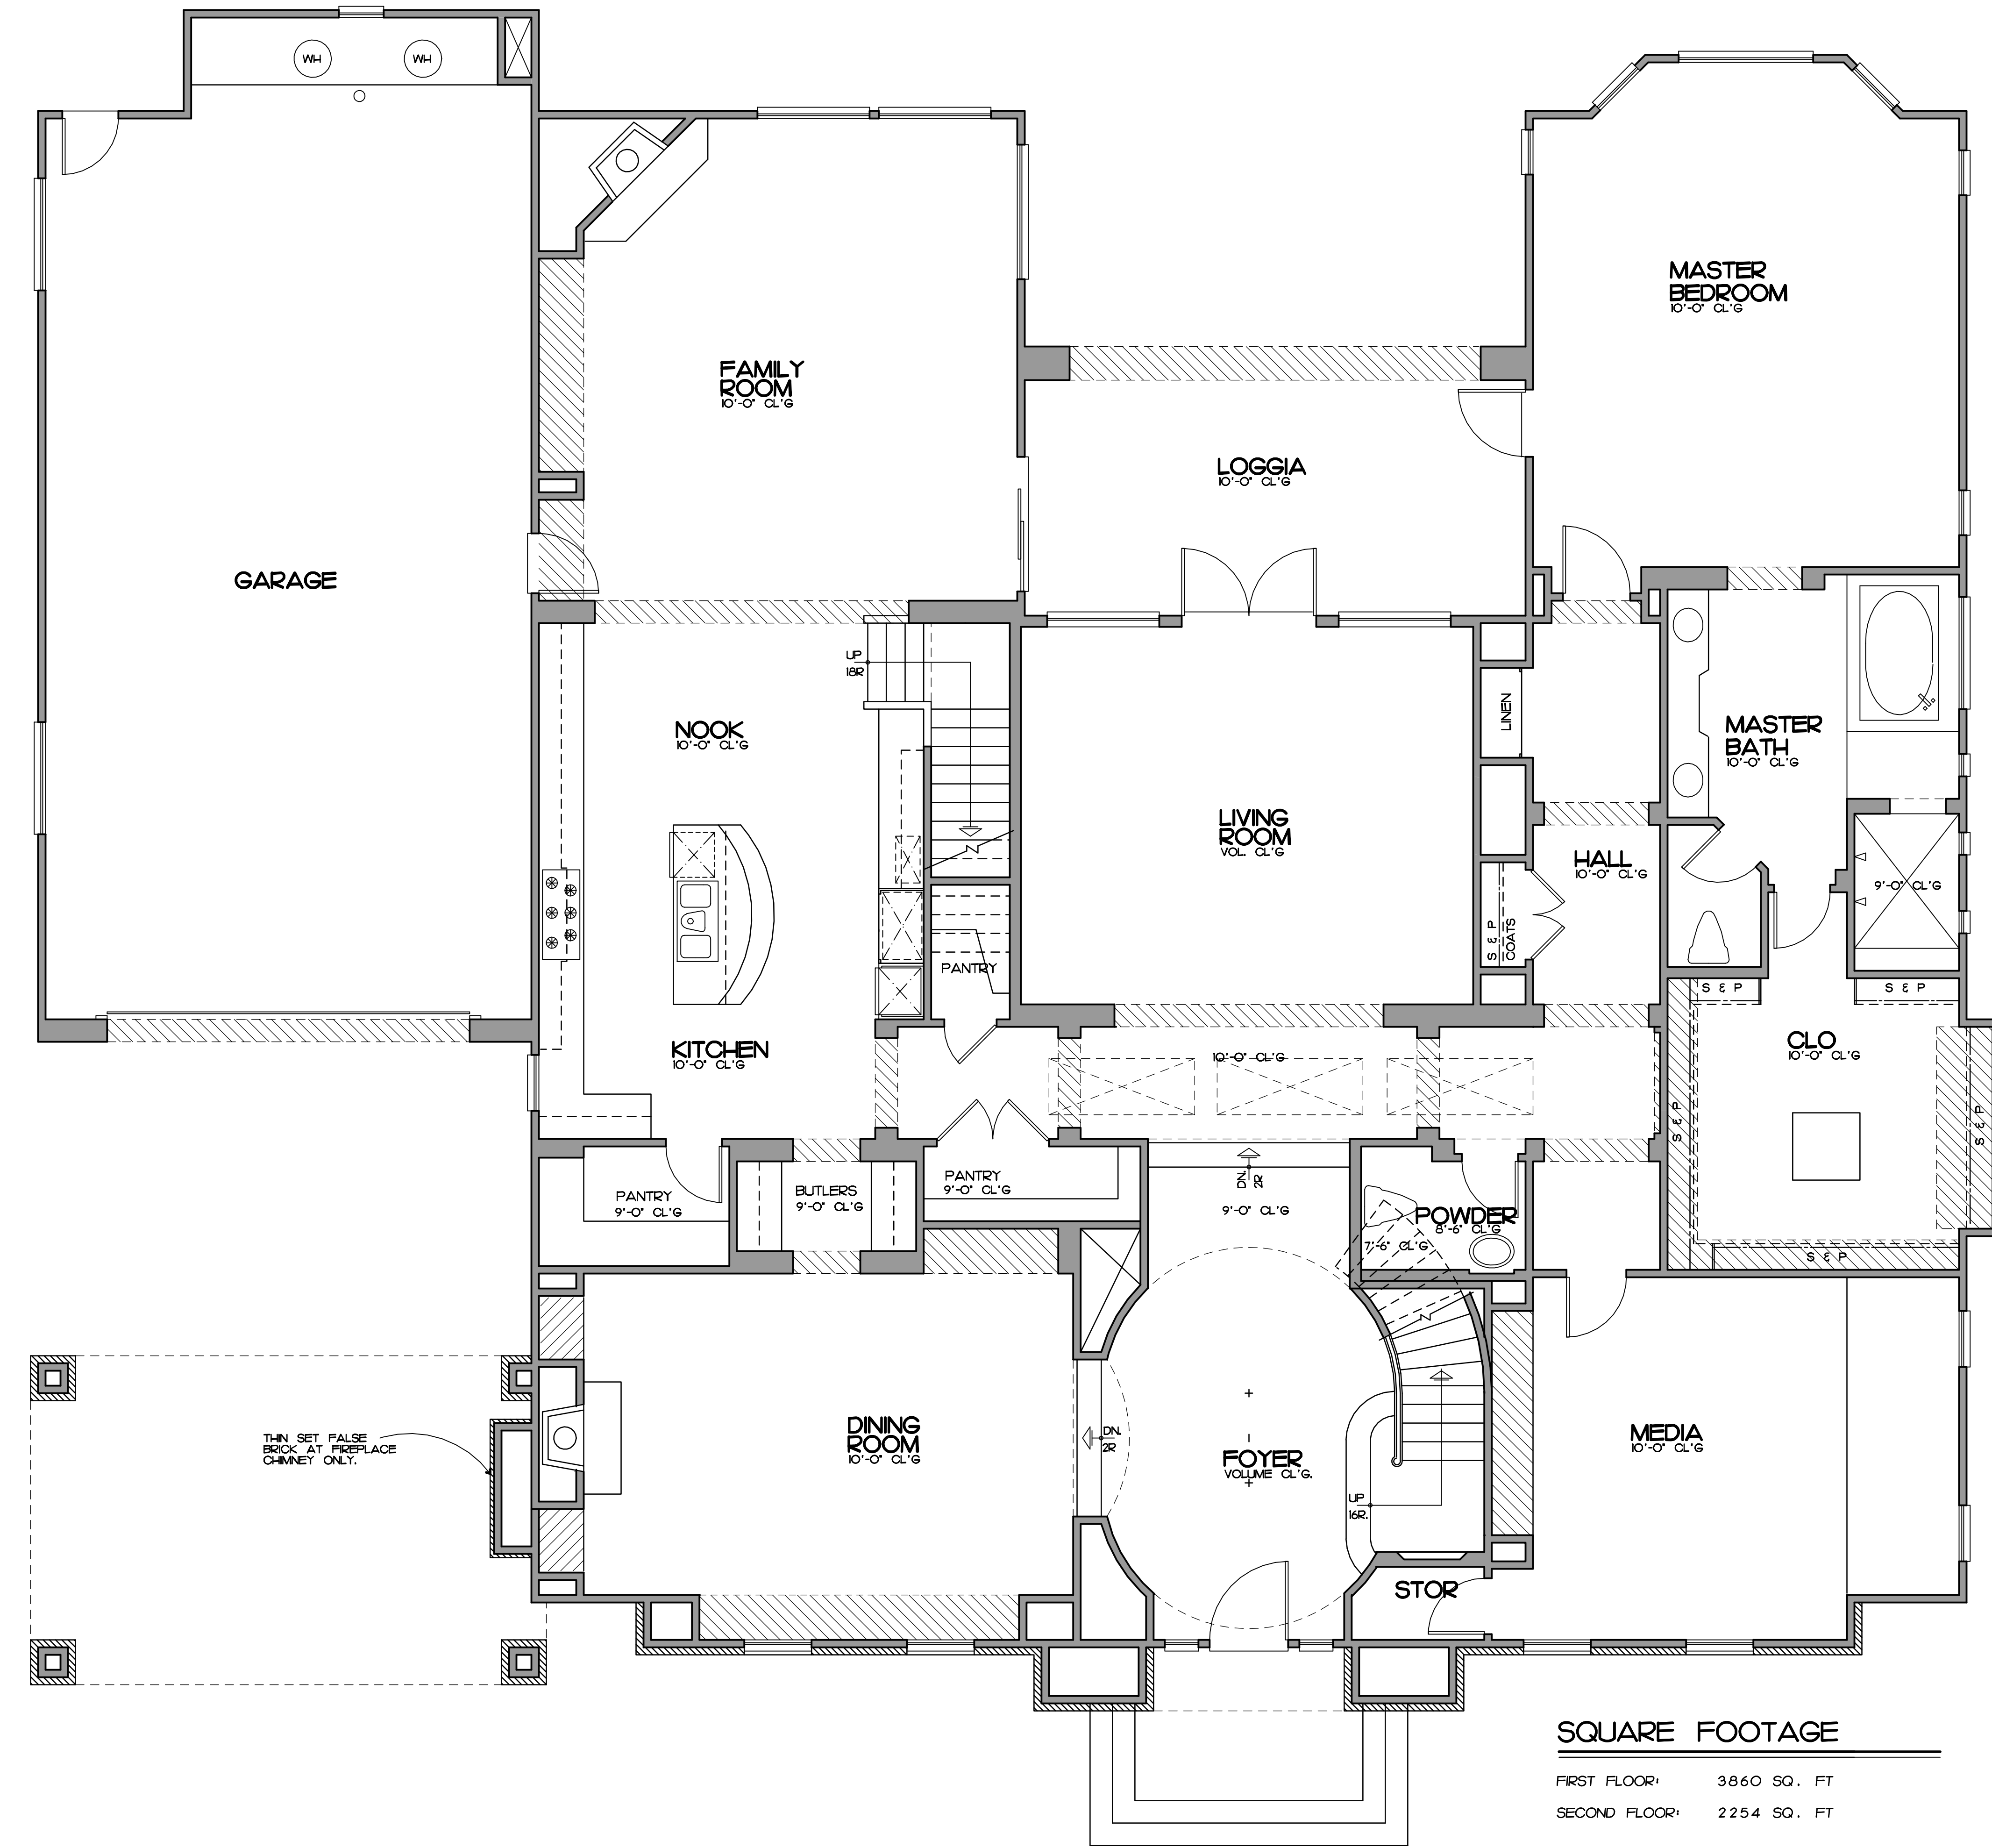 WH
WH
MASTER
BEDROOM
10'-0" CL'G
FAMILY
ROOM
10'-0" CL'G
LOGGIA
10'-0" CL'G
GARAGE
UP
18R
NOOK
10'-0" CL'G
LINEN
MASTER
BATH
10'-0" CL'G
LIVING
ROOM
VOL. CL'G
HALL
10'-0" CL'G
9'-0" CL'G
S & P
COATS
PANTRY
S & P
S & P
KITCHEN
10'-0" CL'G
10'-0" CL'G
CLO
10'-0" CL'G
S & P
S & P
PANTRY
9'-0" CL'G
BUTLERS
9'-0" CL'G
PANTRY
9'-0" CL'G
DN.
2R
9'-0" CL'G
POWDER
8'-6" CL'G
7'-6" CL'G
S & P
THIN SET FALSE
BRICK AT FIREPLACE
CHIMNEY ONLY.
DINING
ROOM
10'-0" CL'G
DN.
2R
FOYER
VOLUME CL'G.
UP
16R.
MEDIA
10'-0" CL'G
STOR
SQUARE FOOTAGE
FIRST FLOOR: 3860 SQ. FT
SECOND FLOOR: 2254 SQ. FT